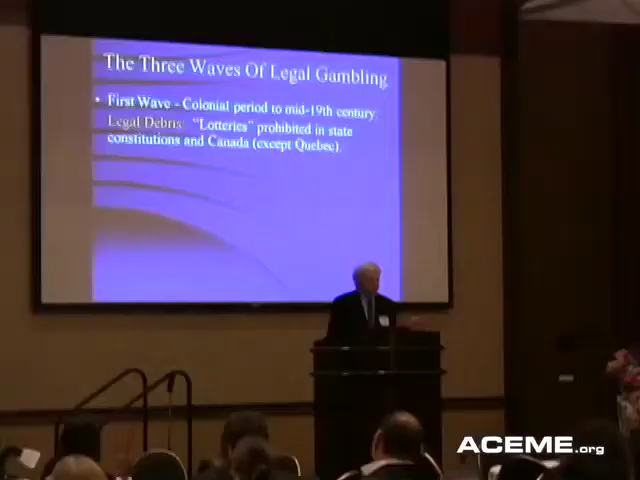 The Three Waves Of Legal Gambling
• First Wave - Colonial period to mid-19th century.
Legal Debris: "Lotteries" prohibited in state
constitutions and Canada (except Quebec).
ACEME.org